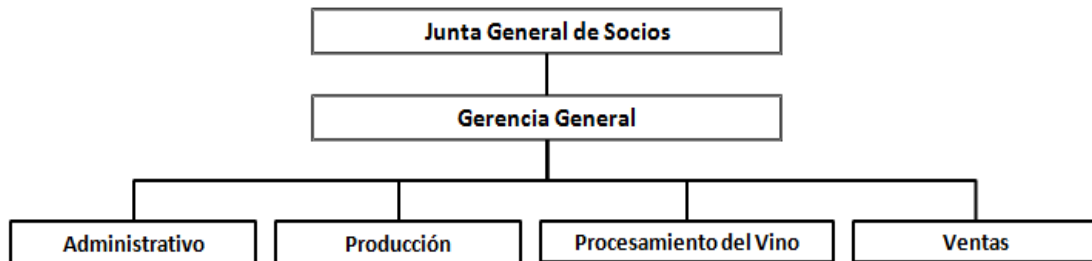 Junta General de Socios
Gerencia General
Administrativo
Producción
Procesamiento del Vino
Ventas